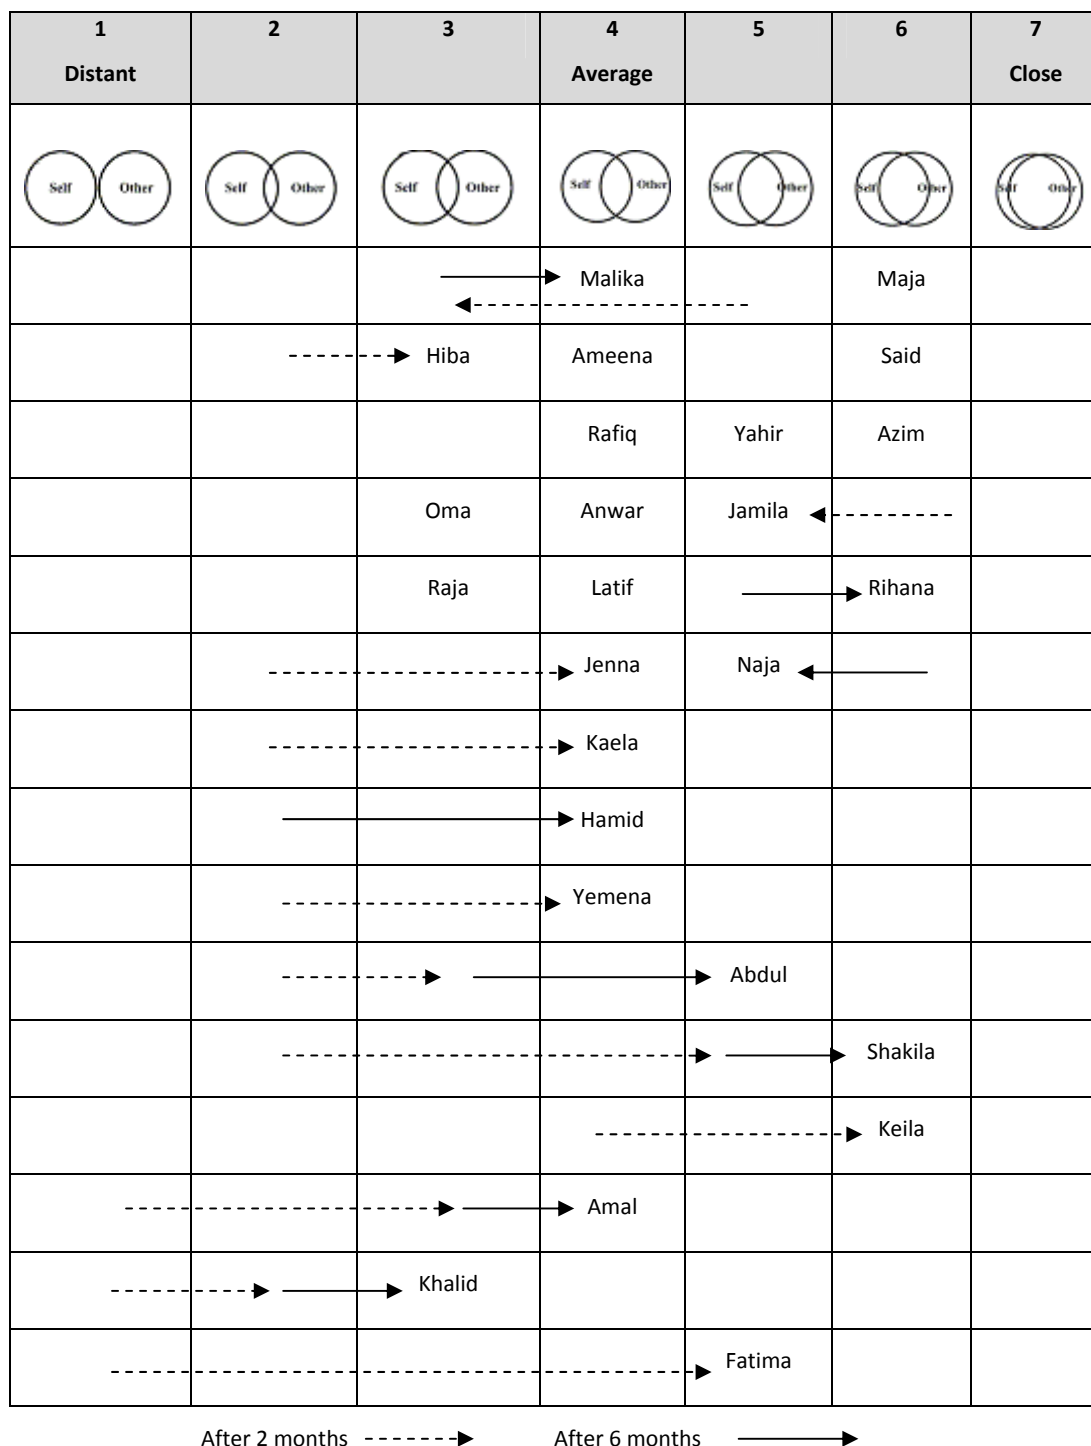 1 2 3 4 5 6 7
Distant Average Close
Self Other Self Other Self Other Self Other Self Other Self Other Self Other
Malika Maja
Hiba Ameena Said
Rafiq Yahir Azim
Oma Anwar Jamila
Raja Latif Rihana
Jenna Naja
Kaela
Hamid
Yemena
Abdul
Shakila
Keila
Amal
Khalid
Fatima
After 2 months After 6 months